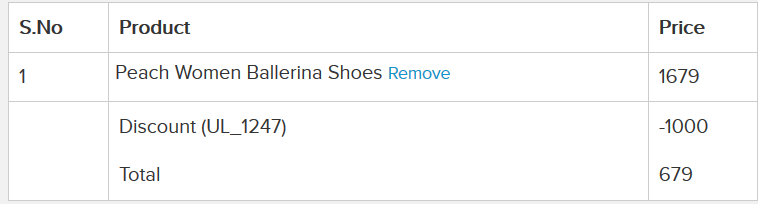 S.No Product Price
1 Peach Women Ballerina Shoes Remove 1679
Discount (UL_1247) -1000
Total 679